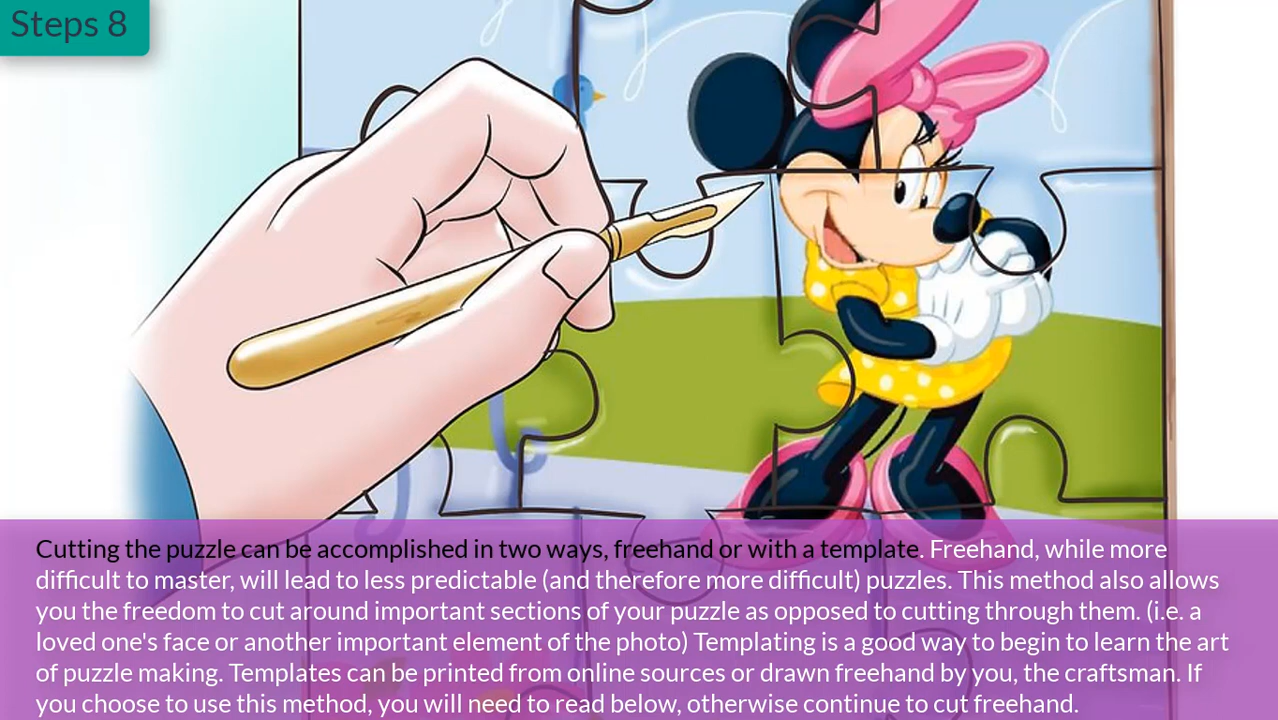 Steps 8
Cutting the puzzle can be accomplished in two ways, freehand or with a template. Freehand, while more
difficult to master, will lead to less predictable (and therefore more difficult) puzzles. This method also allows
you the freedom to cut around important sections of your puzzle as opposed to cutting through them. (i.e. a
loved one's face or another important element of the photo) Templating is a good way to begin to learn the art
of puzzle making. Templates can be printed from online sources or drawn freehand by you, the craftsman. If
you choose to use this method, you will need to read below, otherwise continue to cut freehand.